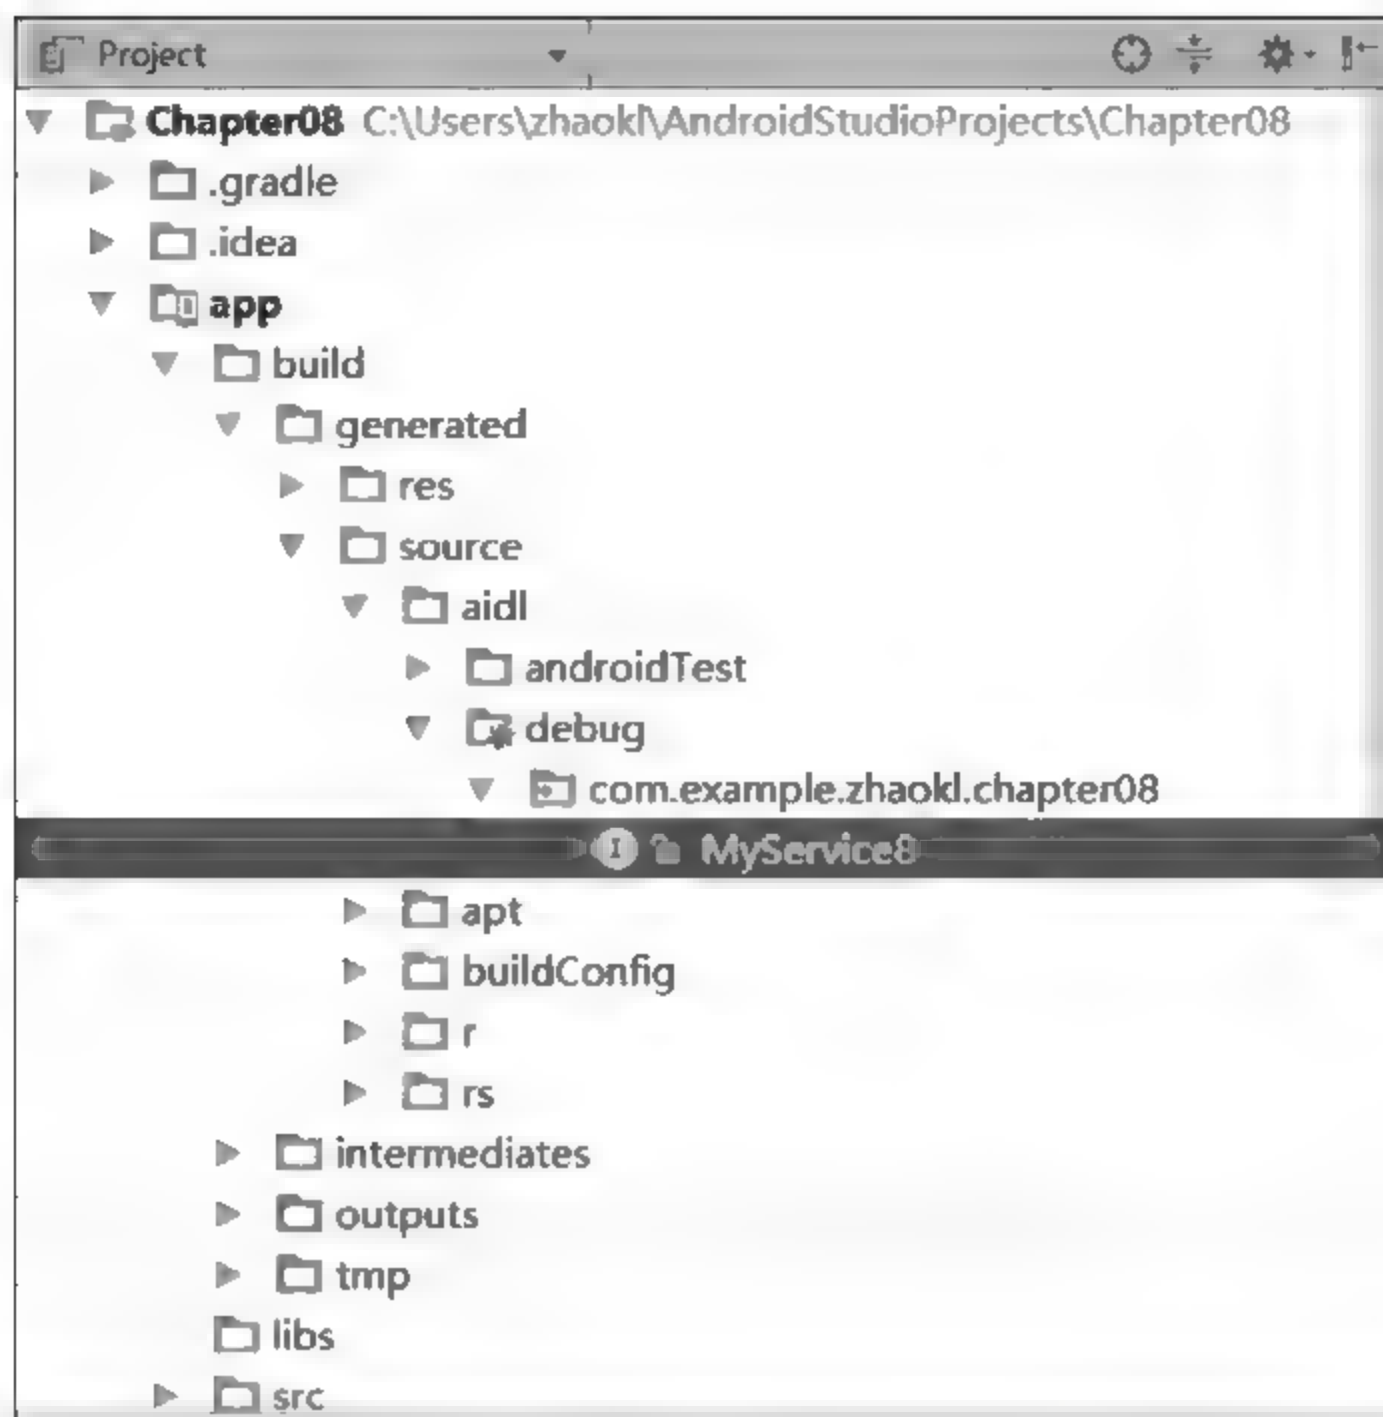 Project
Chapter08 C:\Users\zhaokl\AndroidStudioProjects\Chapter08
.gradle
.idea
app
build
generated
res
source
aidl
androidTest
debug
com.example.zhaokl.chapter08
MyService8
apt
buildConfig
r
rs
intermediates
outputs
tmp
libs
src